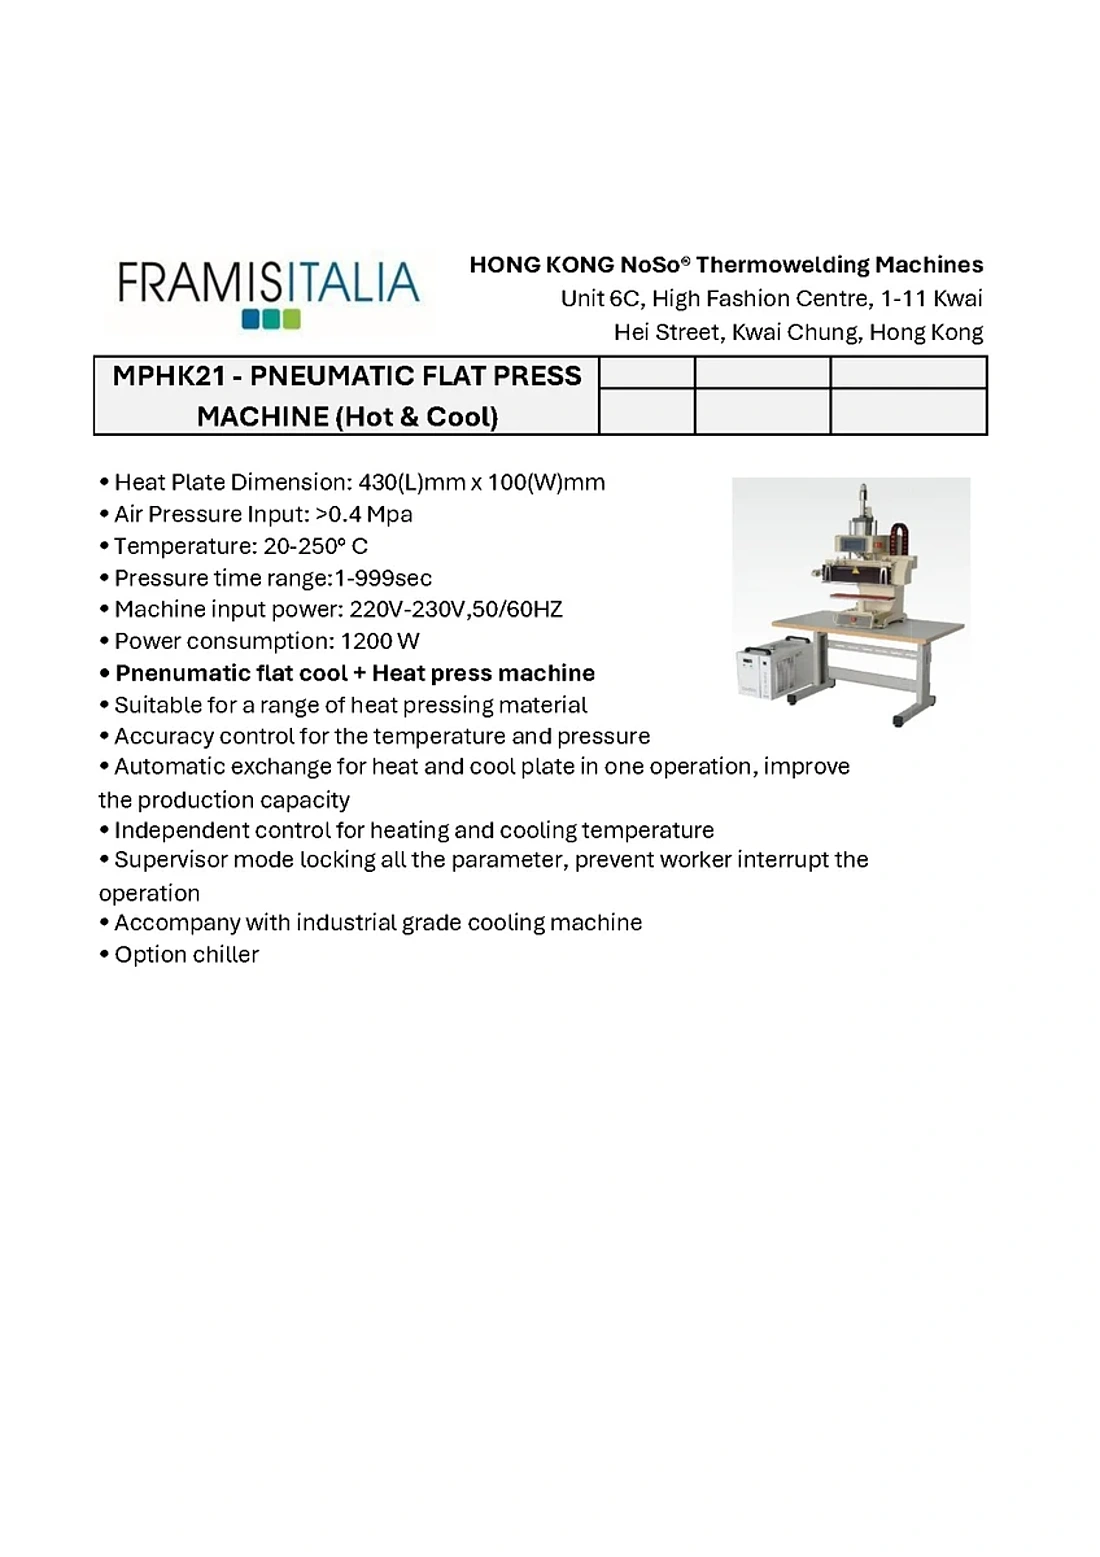 FRAMISITALIA
HONG KONG NoSo® Thermowelding Machines
Unit 6C, High Fashion Centre, 1-11 Kwai
Hei Street, Kwai Chung, Hong Kong
MPHK21 - PNEUMATIC FLAT PRESS
MACHINE (Hot & Cool)
• Heat Plate Dimension: 430(L)mm x 100(W)mm
• Air Pressure Input: >0.4 Mpa
• Temperature: 20-250° C
• Pressure time range:1-999sec
• Machine input power: 220V-230V,50/60HZ
• Power consumption: 1200 W
• Pnenumatic flat cool + Heat press machine
• Suitable for a range of heat pressing material
• Accuracy control for the temperature and pressure
• Automatic exchange for heat and cool plate in one operation, improve
the production capacity
• Independent control for heating and cooling temperature
• Supervisor mode locking all the parameter, prevent worker interrupt the
operation
• Accompany with industrial grade cooling machine
• Option chiller